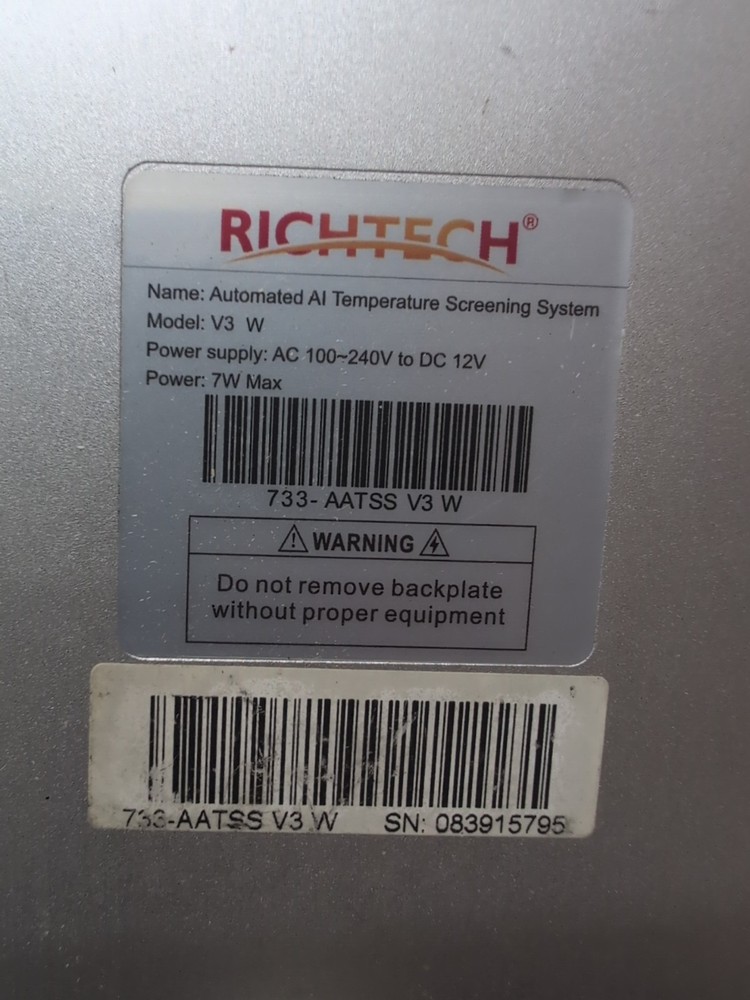 RICHTECH®
Name: Automated AI Temperature Screening System
Model: V3 W
Power supply: AC 100~240V to DC 12V
Power: 7W Max
733- AATSS V3 W
WARNING
Do not remove backplate
without proper equipment
733-AATSS V3 W SN: 083915795